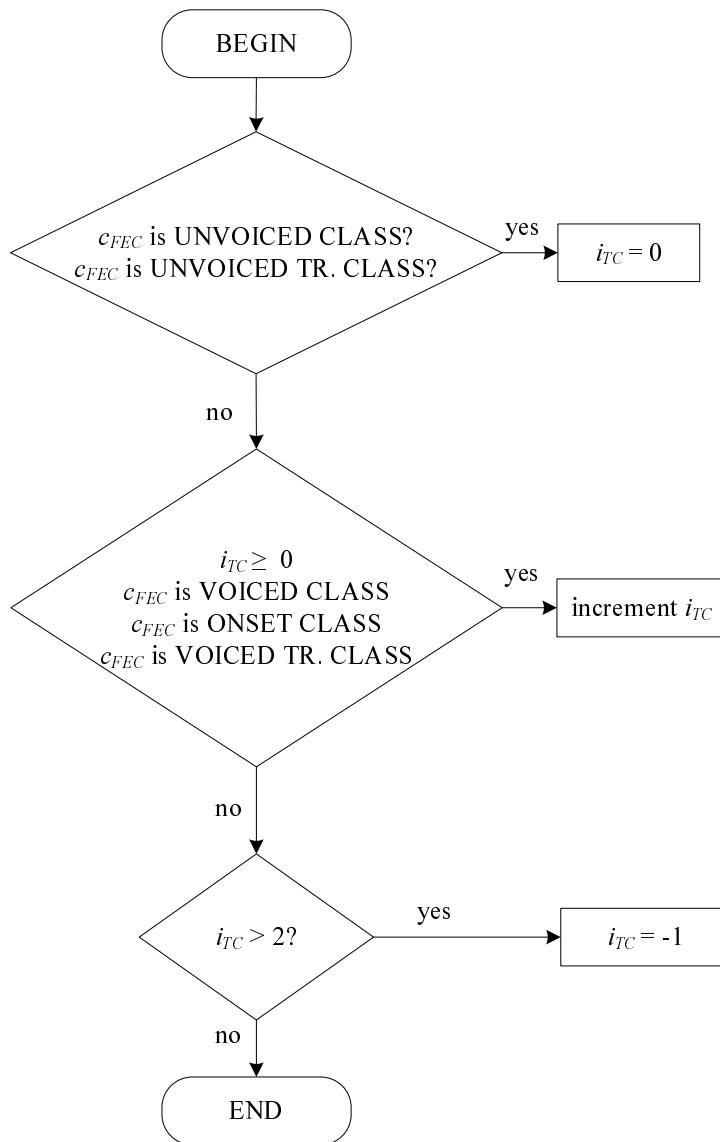 BEGIN
c_FEC is UNVOICED CLASS?
c_FEC is UNVOICED TR. CLASS?
yes
i_TC = 0
no
i_TC ≥ 0
c_FEC is VOICED CLASS
c_FEC is ONSET CLASS
c_FEC is VOICED TR. CLASS
yes
increment i_TC
no
i_TC > 2?
yes
i_TC = -1
no
END